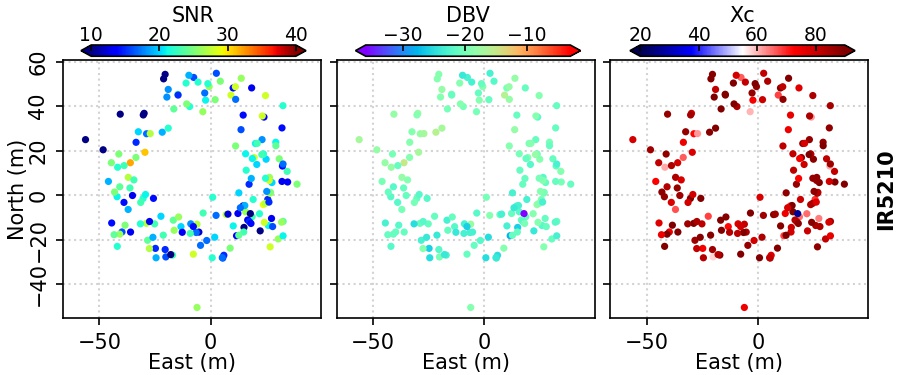 SNR
DBV
Xc
10 20 30 40
−30 −20 −10
20 40 60 80
60
40
20
0
−20
−40
North (m)
−50 0
−50 0
−50 0
East (m)
East (m)
East (m)
IR5210